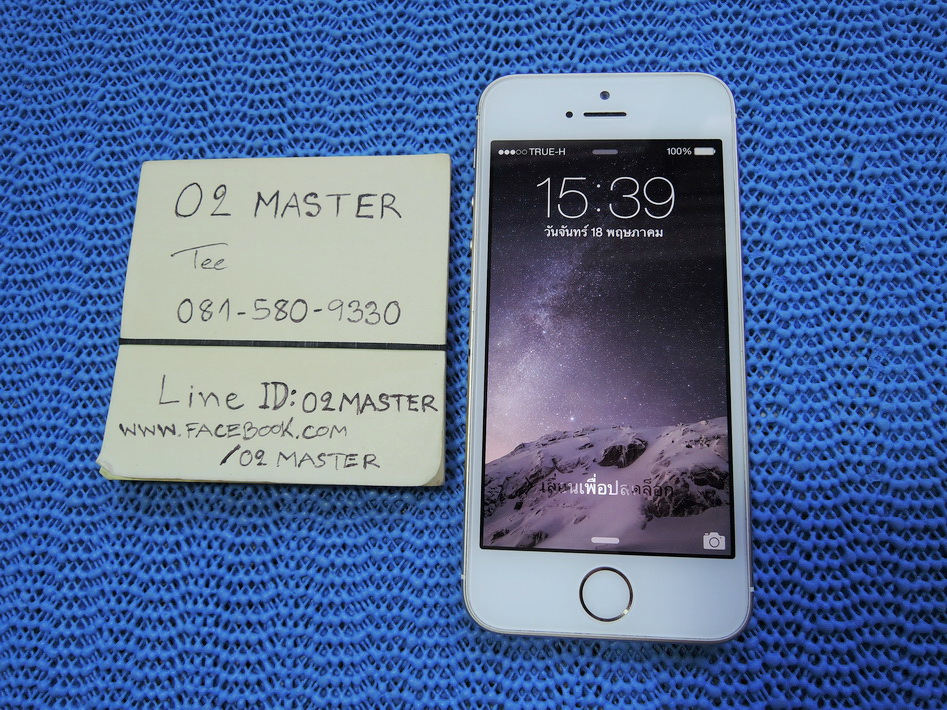 O2 MASTER
Tee
081-580-9330
Line ID: O2MASTER
WWW.FACEBOOK.COM
/O2 MASTER
TRUE-H 100%
15:39
วันจันทร์ 18 พฤษภาคม
เลื่อนเพื่อปลดล็อก